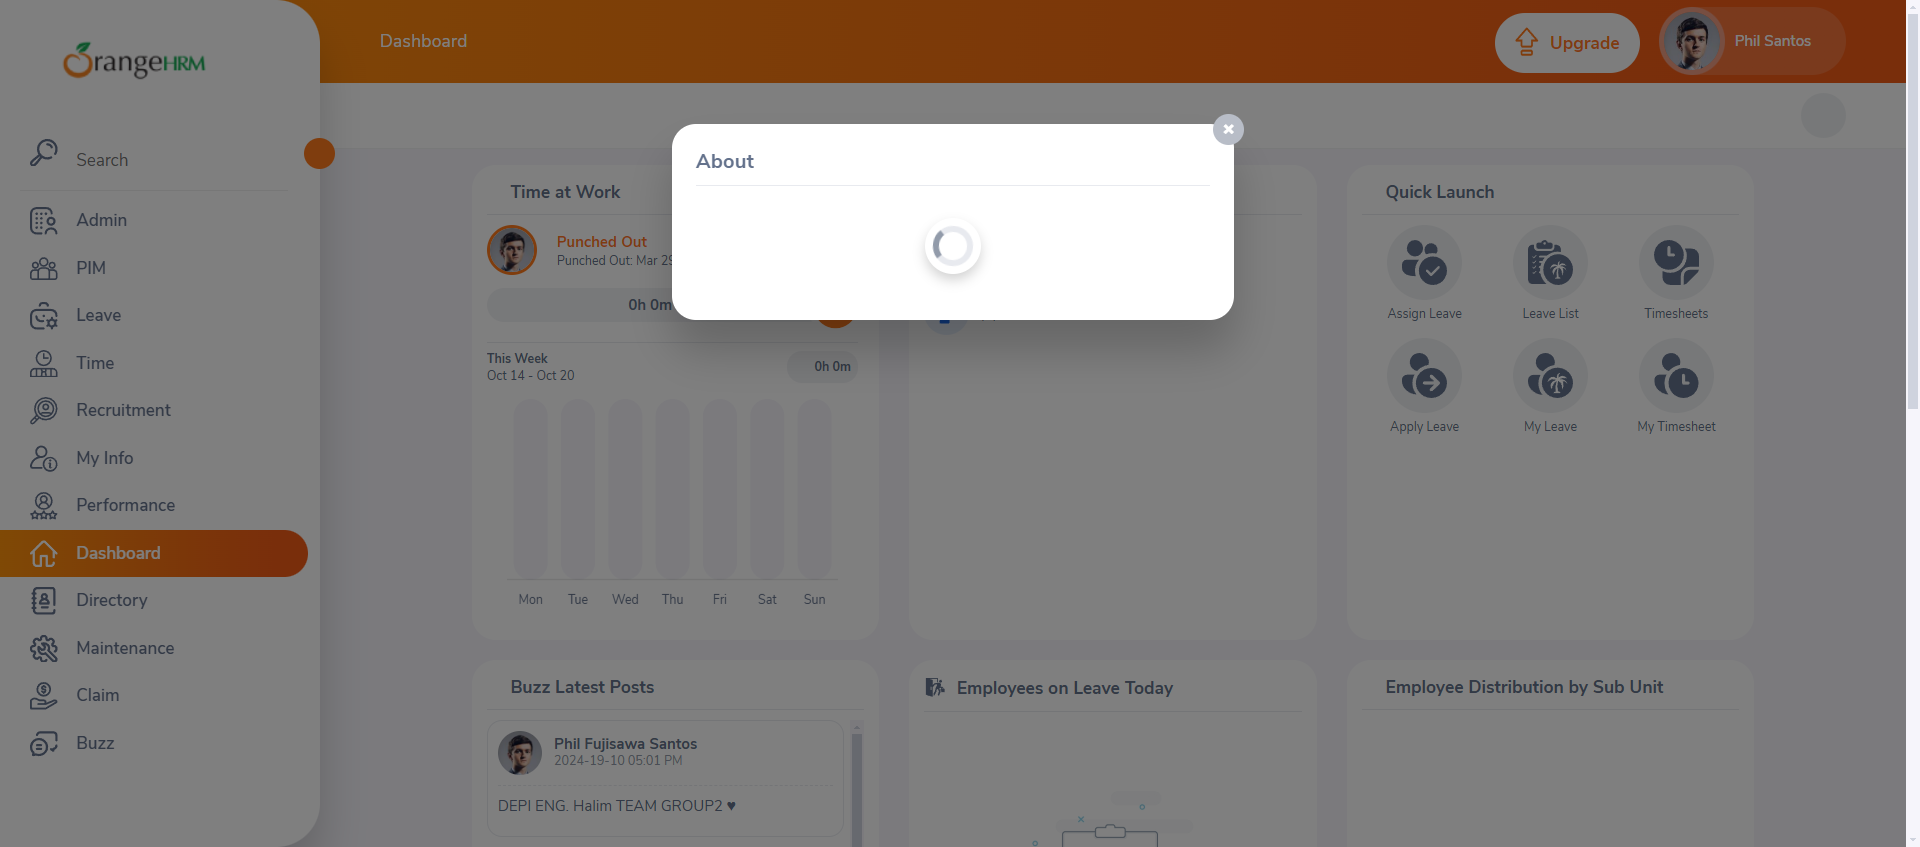 OrangeHRM
Dashboard
Upgrade
Phil Santos
Search
Admin
PIM
Leave
Time
Recruitment
My Info
Performance
Dashboard
Directory
Maintenance
Claim
Buzz
About
Time at Work
Punched Out
Punched Out: Mar 29
0h 0m
This Week
Oct 14 - Oct 20
0h 0m
Mon Tue Wed Thu Fri Sat Sun
Quick Launch
Assign Leave
Leave List
Timesheets
Apply Leave
My Leave
My Timesheet
Buzz Latest Posts
Phil Fujisawa Santos
2024-19-10 05:01 PM
DEPI ENG. Halim TEAM GROUP2 ♥
Employees on Leave Today
Employee Distribution by Sub Unit